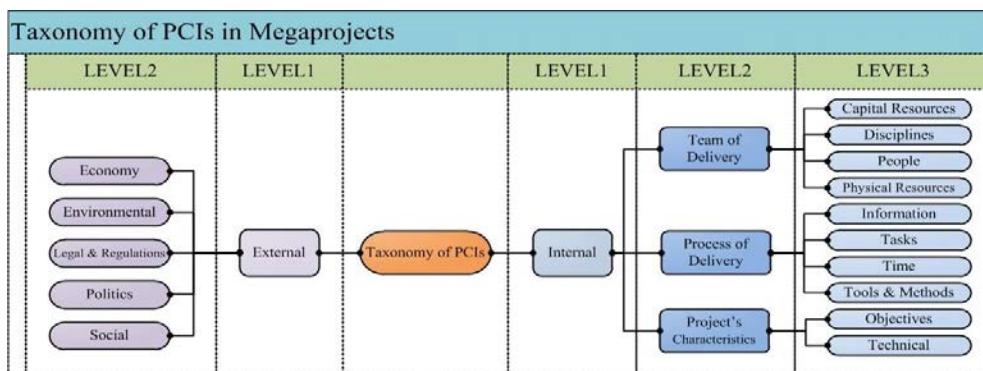 Taxonomy of PCIs in Megaprojects
LEVEL2 LEVEL1 LEVEL1 LEVEL2 LEVEL3
Economy
Environmental
Legal & Regulations
Politics
Social
External
Taxonomy of PCIs
Internal
Team of
Delivery
Process of
Delivery
Project's
Characteristics
Capital Resources
Disciplines
People
Physical Resources
Information
Tasks
Time
Tools & Methods
Objectives
Technical